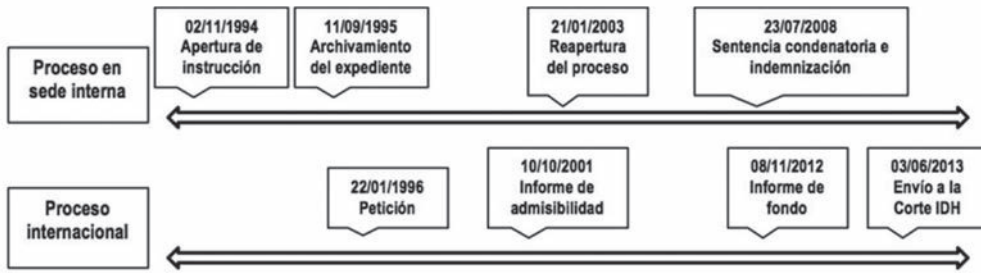 Proceso en
sede interna
02/11/1994
Apertura de
instrucción
11/09/1995
Archivamiento
del expediente
21/01/2003
Reapertura
del proceso
23/07/2008
Sentencia condenatoria e
indemnización
Proceso
internacional
22/01/1996
Petición
10/10/2001
Informe de
admisibilidad
08/11/2012
Informe de
fondo
03/06/2013
Envío a la
Corte IDH